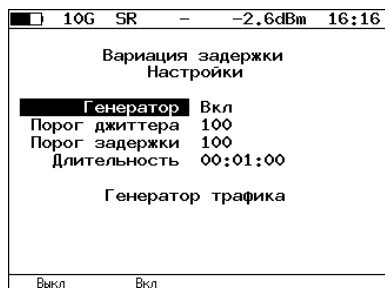 10G SR - -2.6dBm 16:16
Вариация задержки
Настройки
Генератор Вкл
Порог джиттера 100
Порог задержки 100
Длительность 00:01:00
Генератор трафика
Выкл Вкл